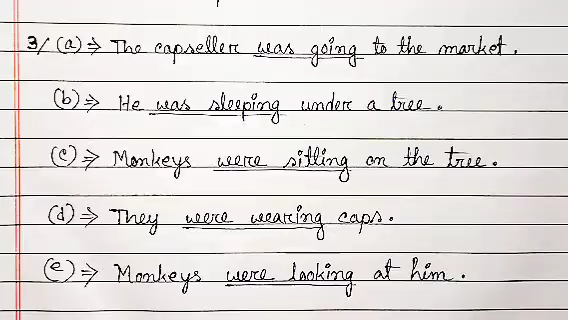 3/ (a) ⇒ The capseller was going to the market.
(b) ⇒ He was sleeping under a tree.
(c) ⇒ Monkeys were sitting on the tree.
(d) ⇒ They were wearing caps.
(e) ⇒ Monkeys were looking at him.